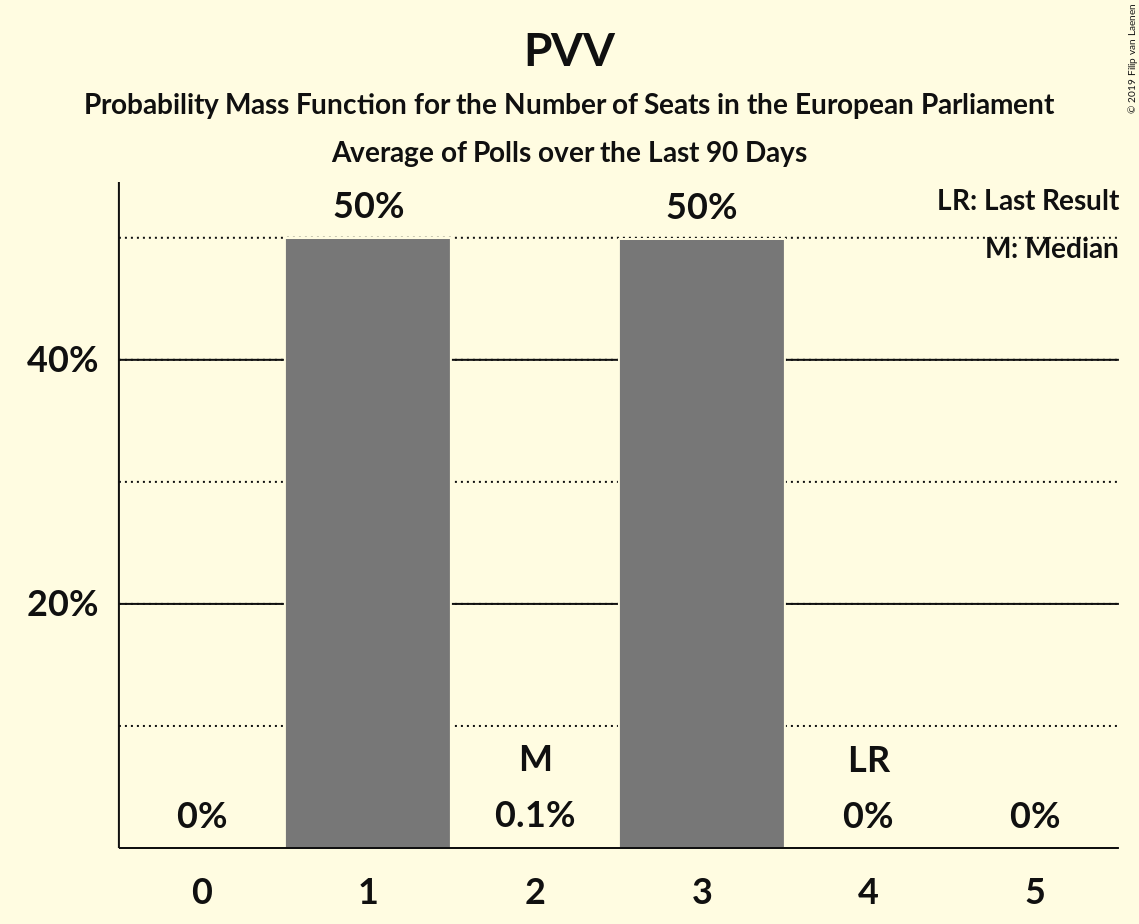 © 2019 Filip van Laenen
PVV
Probability Mass Function for the Number of Seats in the European Parliament
Average of Polls over the Last 90 Days
50%
50%
LR: Last Result
M: Median
40%
20%
M
LR
0%
0.1%
0%
0%
0
1
2
3
4
5